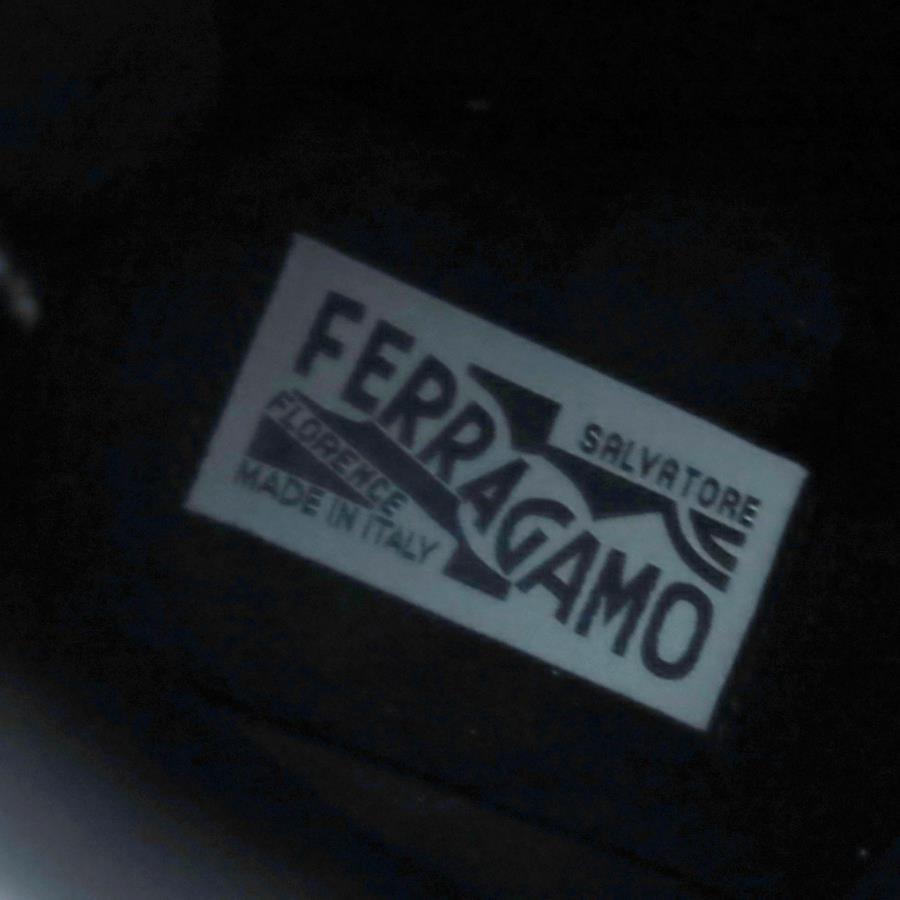 SALVATORE
FERRAGAMO
FLORENCE
MADE IN ITALY